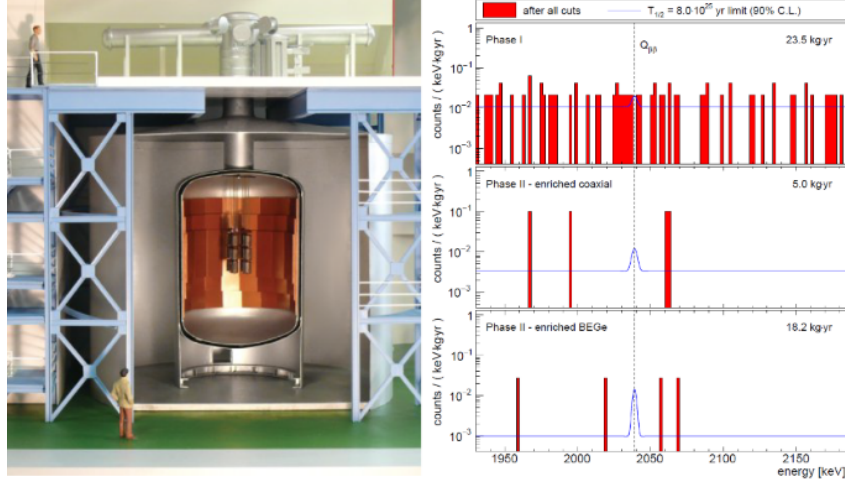 after all cuts
T1/2 = 8.0·10²⁵ yr limit (90% C.L.)
counts / ( keV·kg·yr)
Phase I
Qββ
23.5 kg·yr
10⁻¹
10⁻²
10⁻³
counts / ( keV·kg·yr)
Phase II - enriched coaxial
5.0 kg·yr
10⁻¹
10⁻²
10⁻³
counts / ( keV·kg·yr)
Phase II - enriched BEGe
18.2 kg·yr
10⁻¹
10⁻²
10⁻³
1950
2000
2050
2100
2150
energy [keV]